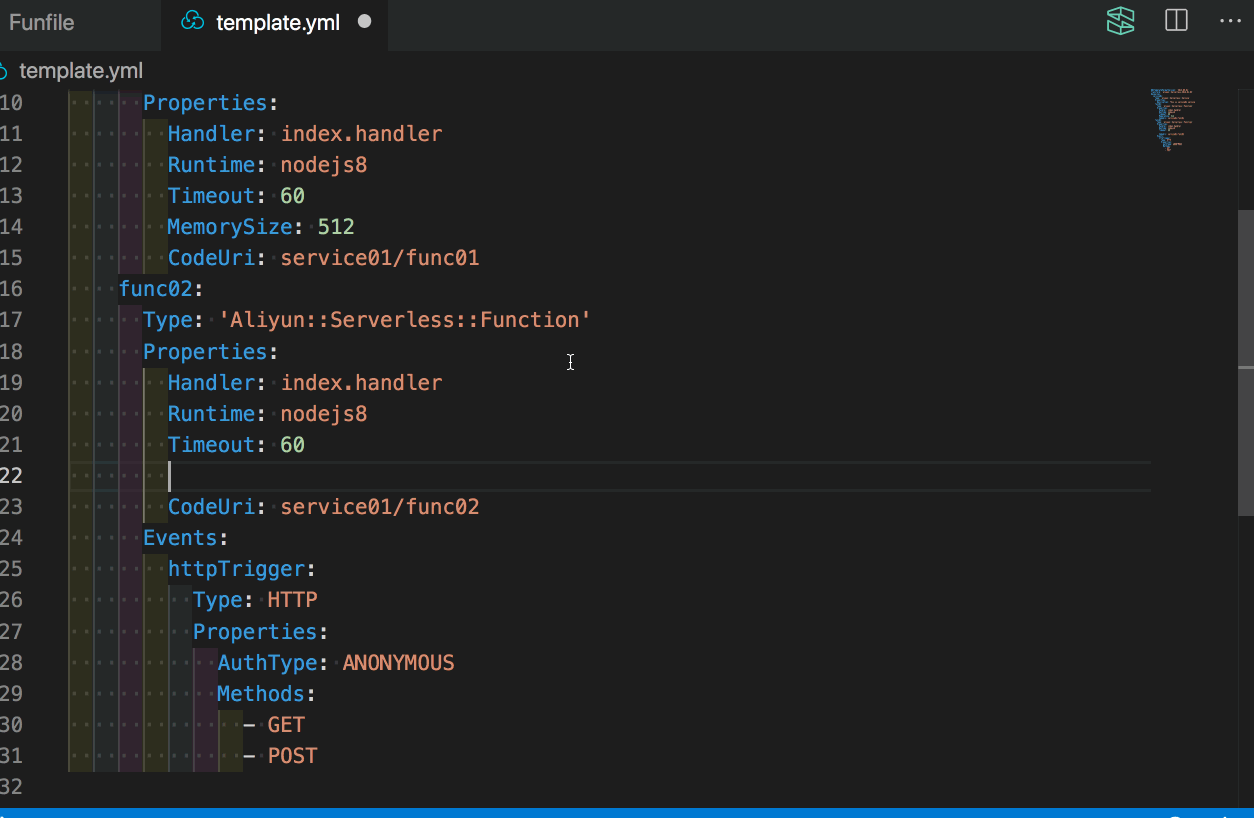 Funfile
template.yml
template.yml
10 Properties:
11 Handler: index.handler
12 Runtime: nodejs8
13 Timeout: 60
14 MemorySize: 512
15 CodeUri: service01/func01
16 func02:
17 Type: 'Aliyun::Serverless::Function'
18 Properties:
19 Handler: index.handler
20 Runtime: nodejs8
21 Timeout: 60
22
23 CodeUri: service01/func02
24 Events:
25 httpTrigger:
26 Type: HTTP
27 Properties:
28 AuthType: ANONYMOUS
29 Methods:
30 - GET
31 - POST
32